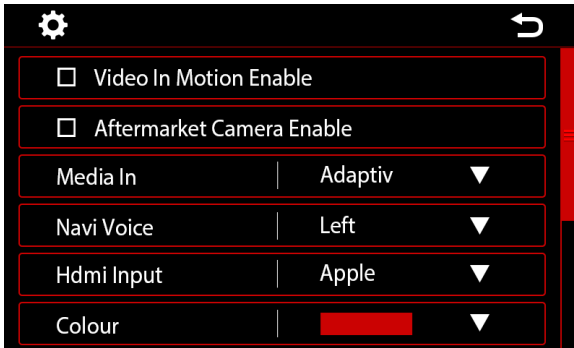 Video In Motion Enable
Aftermarket Camera Enable
Media In Adaptiv
Navi Voice Left
Hdmi Input Apple
Colour